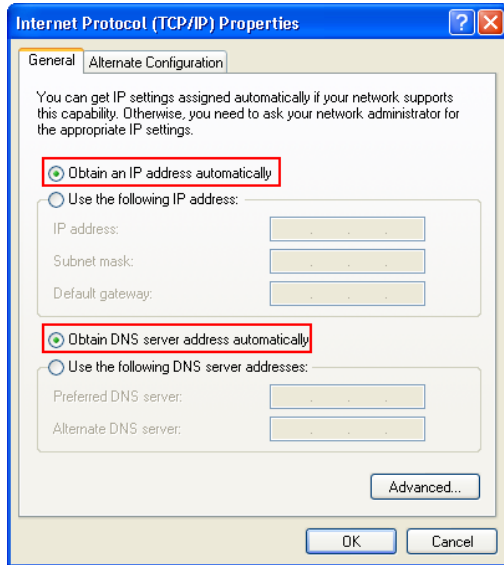 Internet Protocol (TCP/IP) Properties
General
Alternate Configuration
You can get IP settings assigned automatically if your network supports
this capability. Otherwise, you need to ask your network administrator for
the appropriate IP settings.
Obtain an IP address automatically
Use the following IP address:
IP address:
Subnet mask:
Default gateway:
Obtain DNS server address automatically
Use the following DNS server addresses:
Preferred DNS server:
Alternate DNS server:
Advanced...
OK
Cancel